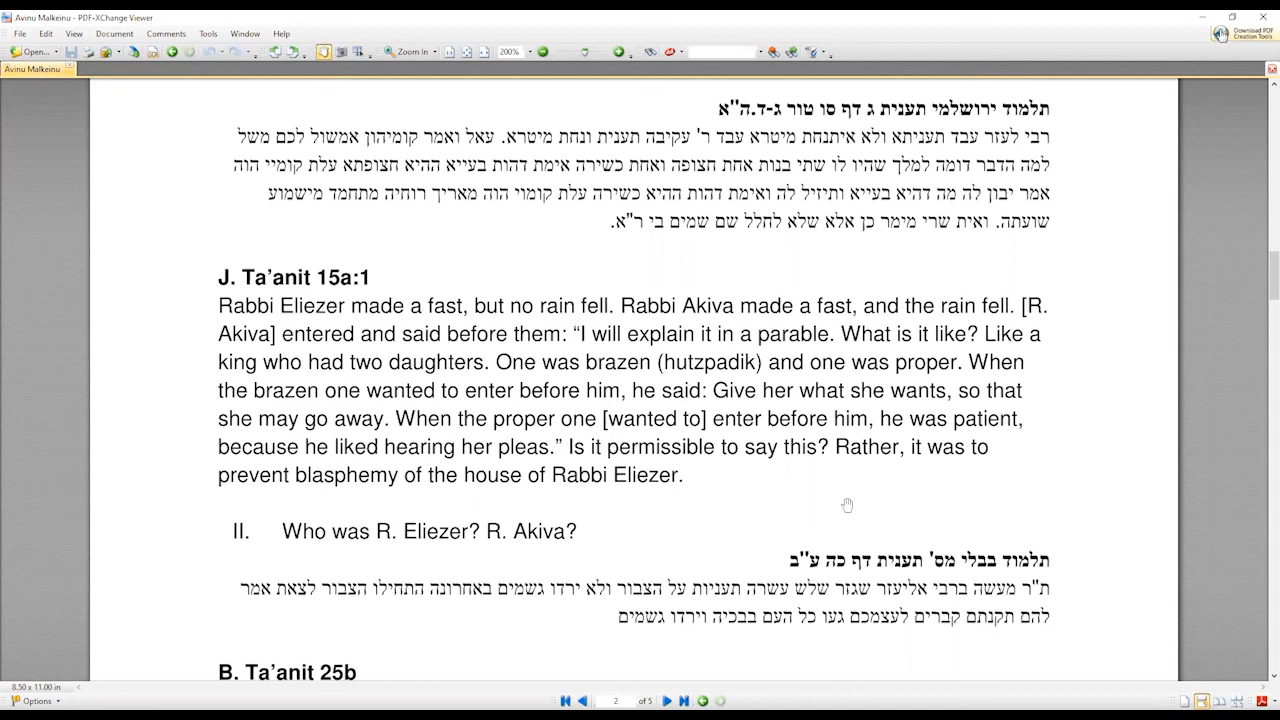 Avinu Malkeinu - PDF-XChange Viewer
File Edit View Document Comments Tools Window Help
Open... Zoom In 200% Download PDF Creation Tools
Avinu Malkeinu
תלמוד ירושלמי תענית ג דף סו טור ג-ד.ה"א
רבי לעזר עבד תעניתא ולא איתנחת מיטרא עבד ר' עקיבה תענית ונחת מיטרא. עאל ואמר קומיהון אמשול לכם משל
למה הדבר דומה למלך שהיו לו שתי בנות אחת חצופה ואחת כשירה אימת דהות בעייא ההיא חצופתא עלת קומיי הוה
אמר יבון לה מה דהיא בעייא ותיזיל לה ואימת דהות ההיא כשירה עלת קומוי הוה מאריך רוחיה מתחמד מישמוע
שועתה. ואית שרי מימר כן אלא שלא לחלל שם שמים בי ר"א.
J. Ta'anit 15a:1
Rabbi Eliezer made a fast, but no rain fell. Rabbi Akiva made a fast, and the rain fell. [R.
Akiva] entered and said before them: “I will explain it in a parable. What is it like? Like a
king who had two daughters. One was brazen (hutzpadik) and one was proper. When
the brazen one wanted to enter before him, he said: Give her what she wants, so that
she may go away. When the proper one [wanted to] enter before him, he was patient,
because he liked hearing her pleas.” Is it permissible to say this? Rather, it was to
prevent blasphemy of the house of Rabbi Eliezer.
II. Who was R. Eliezer? R. Akiva?
תלמוד בבלי מס' תענית דף כה ע"ב
ת"ר מעשה ברבי אליעזר שגזר שלש עשרה תעניות על הצבור ולא ירדו גשמים באחרונה התחילו הצבור לצאת אמר
להם תקנתם קברים לעצמכם געו כל העם בבכיה וירדו גשמים
B. Ta'anit 25b
8.50 x 11.00 in
Options 2 of 5